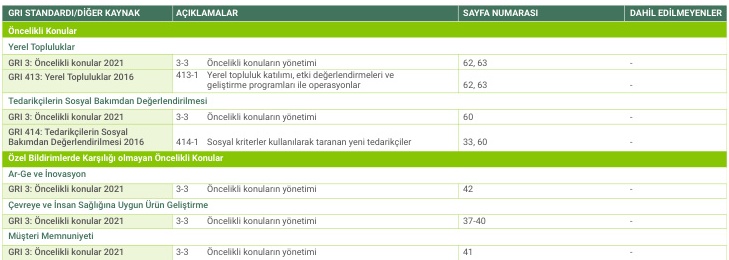 GRI STANDARDI/DİĞER KAYNAK AÇIKLAMALAR SAYFA NUMARASI DAHİL EDİLMEYENLER
Öncelikli Konular
Yerel Topluluklar
GRI 3: Öncelikli konular 2021 3-3 Öncelikli konuların yönetimi 62, 63 -
GRI 413: Yerel Topluluklar 2016 413-1 Yerel topluluk katılımı, etki değerlendirmeleri ve
geliştirme programları ile operasyonlar 62, 63 -
Tedarikçilerin Sosyal Bakımdan Değerlendirilmesi
GRI 3: Öncelikli konular 2021 3-3 Öncelikli konuların yönetimi 60 -
GRI 414: Tedarikçilerin Sosyal
Bakımdan Değerlendirilmesi 2016 414-1 Sosyal kriterler kullanılarak taranan yeni tedarikçiler 33, 60 -
Özel Bildirimlerde Karşılığı olmayan Öncelikli Konular
Ar-Ge ve İnovasyon
GRI 3: Öncelikli konular 2021 3-3 Öncelikli konuların yönetimi 42 -
Çevreye ve İnsan Sağlığına Uygun Ürün Geliştirme
GRI 3: Öncelikli konular 2021 3-3 Öncelikli konuların yönetimi 37-40 -
Müşteri Memnuniyeti
GRI 3: Öncelikli konular 2021 3-3 Öncelikli konuların yönetimi 41 -